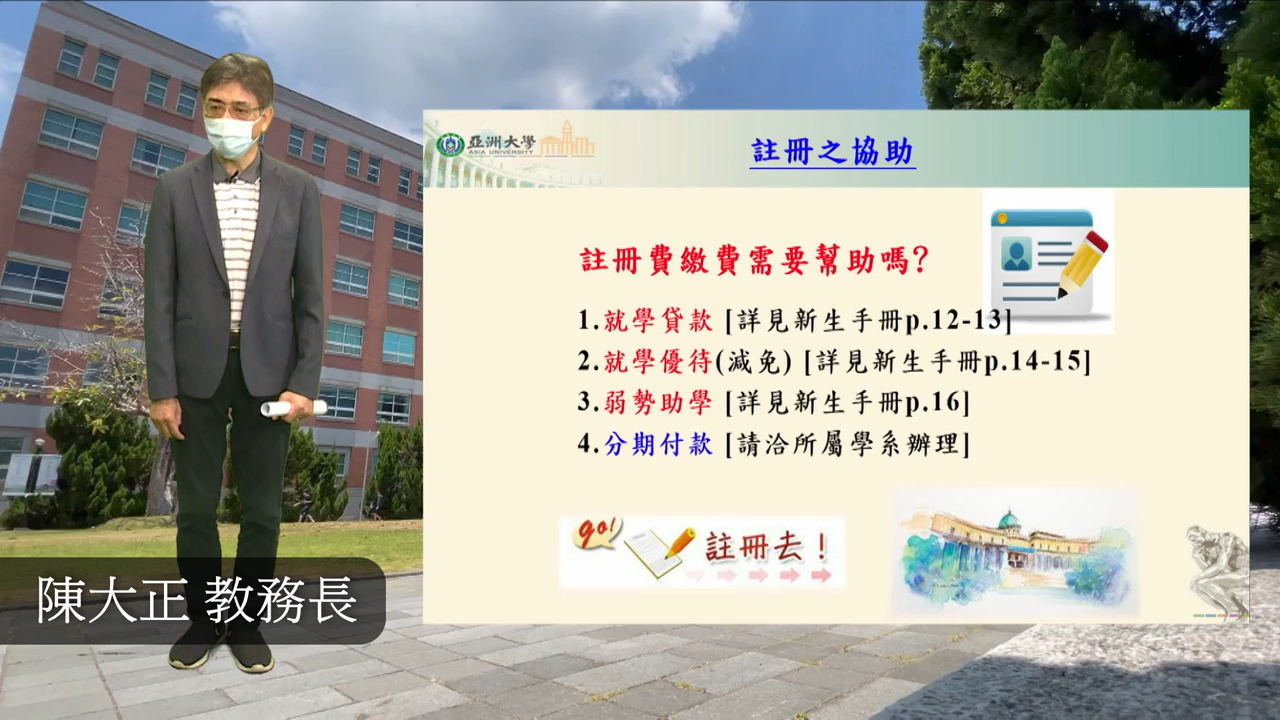 亞洲大學
ASIA UNIVERSITY
註冊之協助
註冊費繳費需要幫助嗎?
1.就學貸款 [詳見新生手冊p.12-13]
2.就學優待(減免) [詳見新生手冊p.14-15]
3.弱勢助學 [詳見新生手冊p.16]
4.分期付款 [請洽所屬學系辦理]
go!
註冊去!
陳大正 教務長